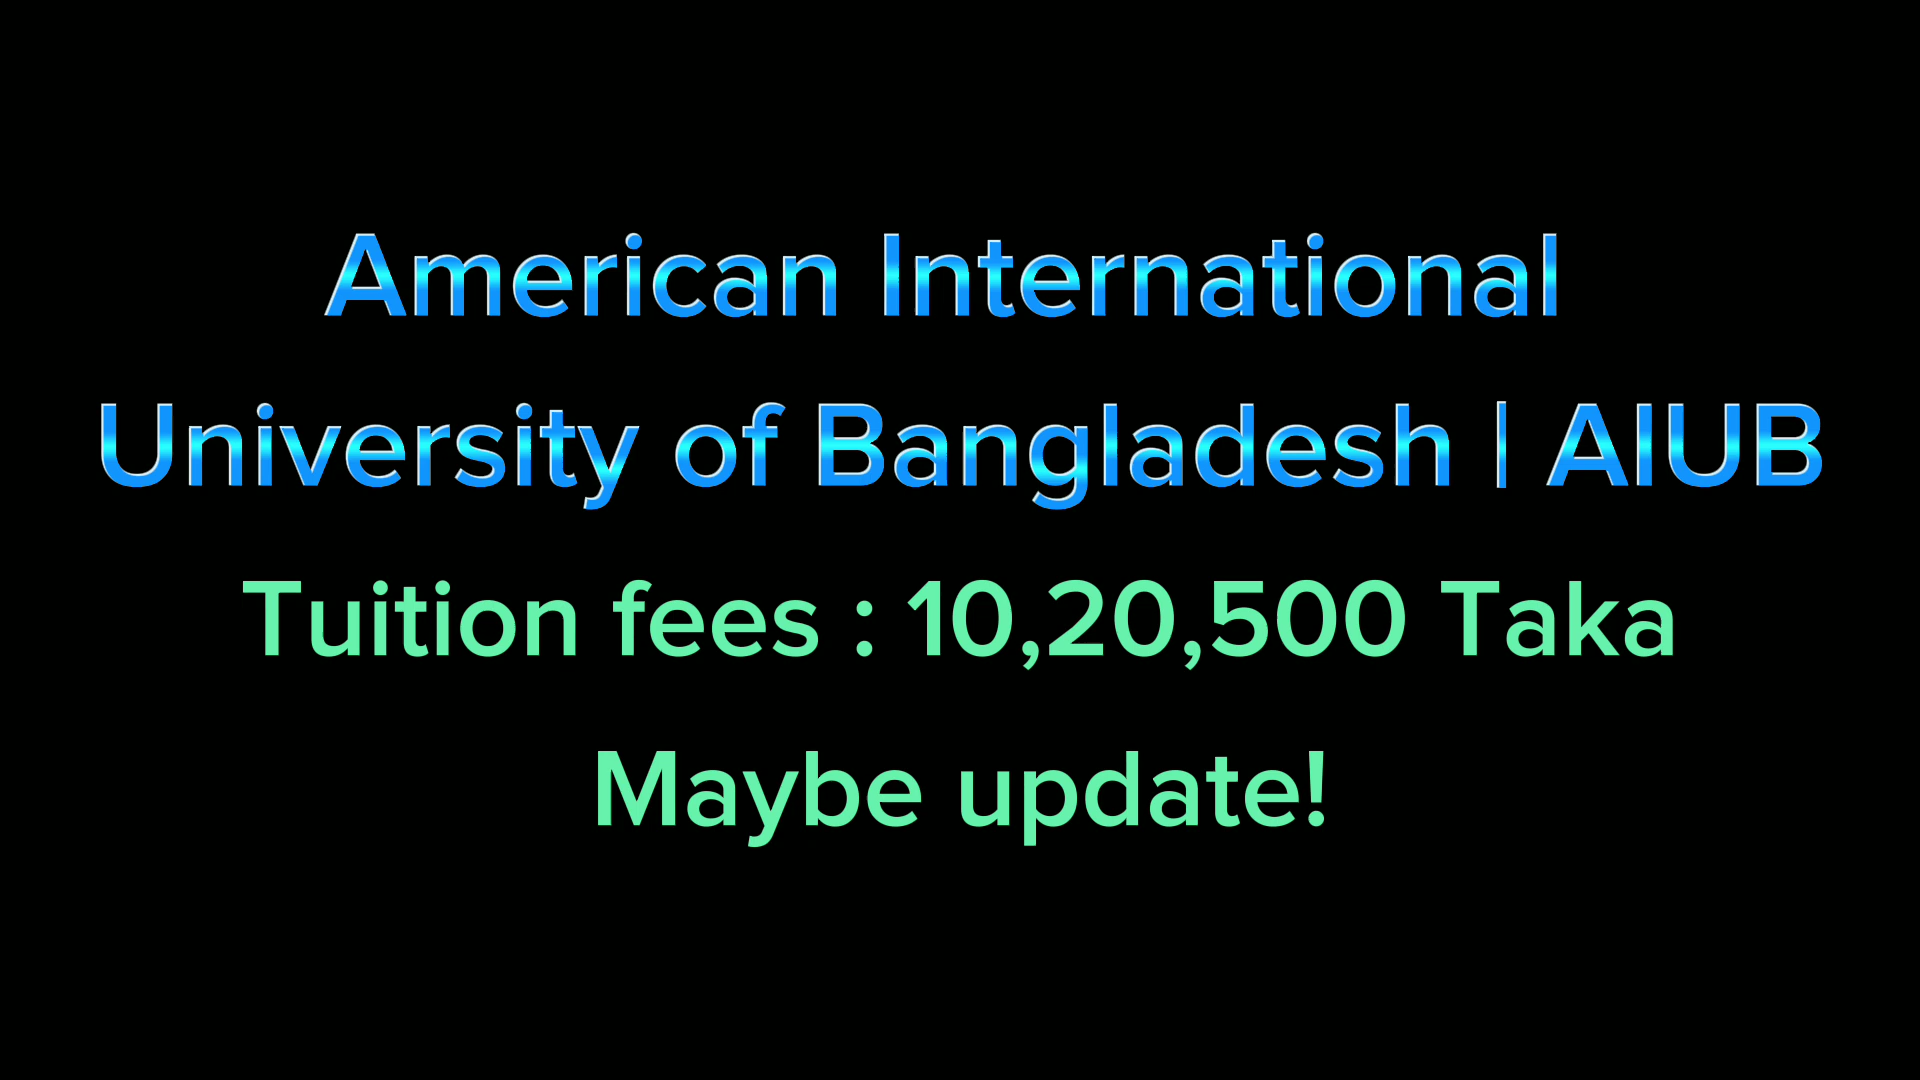 American International
University of Bangladesh | AIUB
Tuition fees : 10,20,500 Taka
Maybe update!